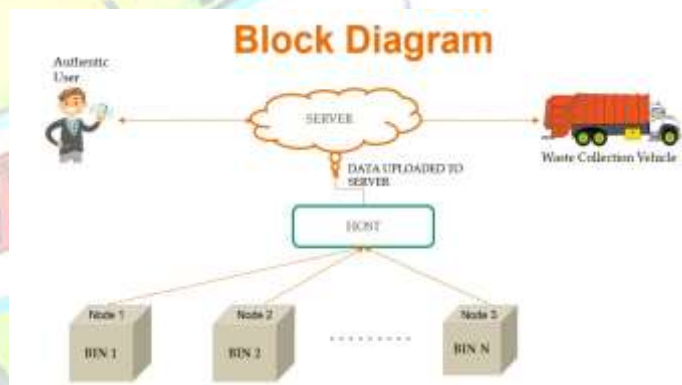 Block Diagram
Authentic
User
SERVER
Waste Collection Vehicle
DATA UPLOADED TO
SERVER
HOST
Node 1
Node 2
Node 3
BIN 1
BIN 2
.........
BIN N